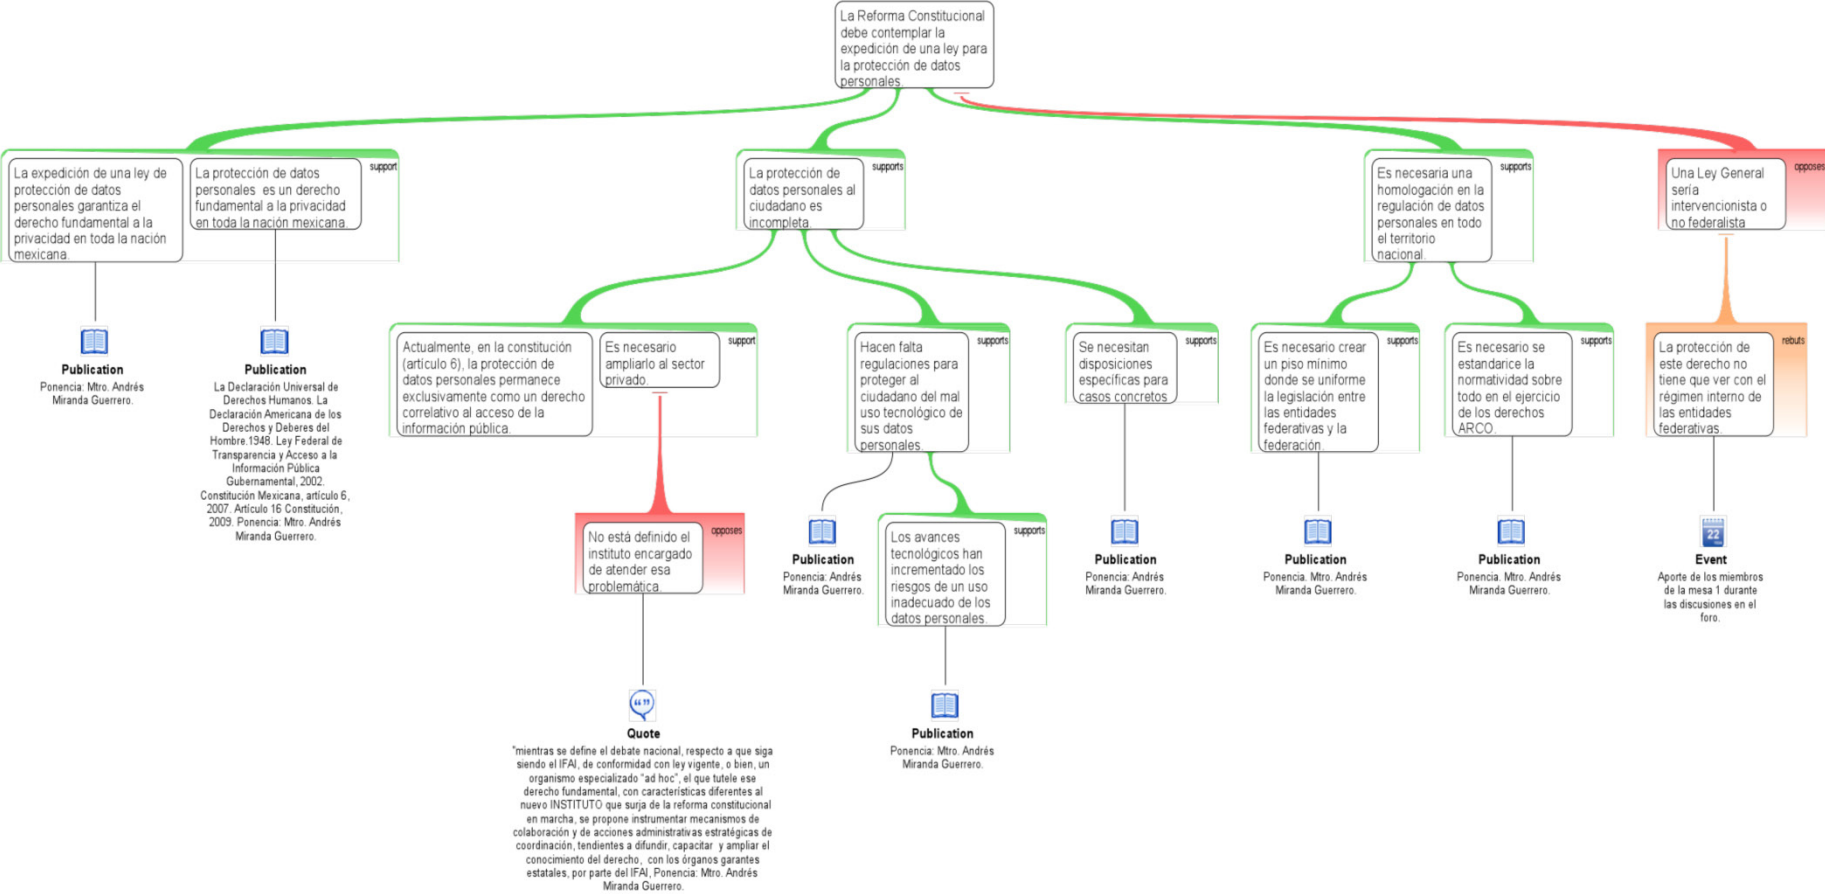 La Reforma Constitucional
debe contemplar la
expedición de una ley para
la protección de datos
personales.
support
La expedición de una ley de
protección de datos
personales garantiza el
derecho fundamental a la
privacidad en toda la nación
mexicana.
La protección de datos
personales es un derecho
fundamental a la privacidad
en toda la nación mexicana.
supports
La protección de
datos personales al
ciudadano es
incompleta.
supports
Es necesaria una
homologación en la
regulación de datos
personales en todo
el territorio
nacional.
opposes
Una Ley General
sería
intervencionista o
no federalista
Publication
Ponencia: Mtro. Andrés
Miranda Guerrero.
Publication
La Declaración Universal de
Derechos Humanos. La
Declaración Americana de los
Derechos y Deberes del
Hombre.1948. Ley Federal de
Transparencia y Acceso a la
Información Pública
Gubernamental, 2002.
Constitución Mexicana, artículo 6,
2007. Artículo 16 Constitución,
2009. Ponencia: Mtro. Andrés
Miranda Guerrero.
support
Actualmente, en la constitución
(artículo 6), la protección de
datos personales permanece
exclusivamente como un derecho
correlativo al acceso de la
información pública.
Es necesario
ampliarlo al sector
privado.
supports
Hacen falta
regulaciones para
proteger al
ciudadano del mal
uso tecnológico de
sus datos
personales.
supports
Se necesitan
disposiciones
específicas para
casos concretos
supports
Es necesario crear
un piso mínimo
donde se uniforme
la legislación entre
las entidades
federativas y la
federación.
supports
Es necesario se
estandarice la
normatividad sobre
todo en el ejercicio
de los derechos
ARCO.
rebuts
La protección de
este derecho no
tiene que ver con el
régimen interno de
las entidades
federativas.
opposes
No está definido el
instituto encargado
de atender esa
problemática.
Publication
Ponencia: Andrés
Miranda Guerrero.
supports
Los avances
tecnológicos han
incrementado los
riesgos de un uso
inadecuado de los
datos personales.
Publication
Ponencia: Andrés
Miranda Guerrero.
Publication
Ponencia. Mtro. Andrés
Miranda Guerrero.
Publication
Ponencia. Mtro. Andrés
Miranda Guerrero.
22
Event
Aporte de los miembros
de la mesa 1 durante
las discusiones en el
foro.
Quote
"mientras se define el debate nacional, respecto a que siga
siendo el IFAI, de conformidad con ley vigente, o bien, un
organismo especializado "ad hoc", el que tutele ese
derecho fundamental, con características diferentes al
nuevo INSTITUTO que surja de la reforma constitucional
en marcha, se propone instrumentar mecanismos de
colaboración y de acciones administrativas estratégicas de
coordinación, tendientes a difundir, capacitar y ampliar el
conocimiento del derecho, con los órganos garantes
estatales, por parte del IFAI, Ponencia: Mtro. Andrés
Miranda Guerrero.
Publication
Ponencia: Mtro. Andrés
Miranda Guerrero.